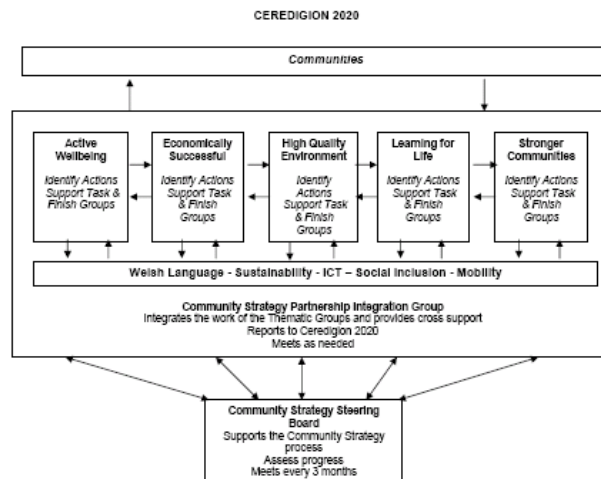 CEREDIGION 2020
Communities
Active
Wellbeing
Identify Actions
Support Task &
Finish Groups
Economically
Successful
Identify Actions
Support Task
& Finish
Groups
High Quality
Environment
Identify
Actions
Support Task
& Finish
Groups
Learning for
Life
Identify Actions
Support Task
& Finish
Groups
Stronger
Communities
Identify Actions
Support Task
& Finish
Groups
Welsh Language - Sustainability - ICT – Social Inclusion - Mobility
Community Strategy Partnership Integration Group
Integrates the work of the Thematic Groups and provides cross support
Reports to Ceredigion 2020
Meets as needed
Community Strategy Steering
Board
Supports the Community Strategy
process
Assess progress
Meets every 3 months